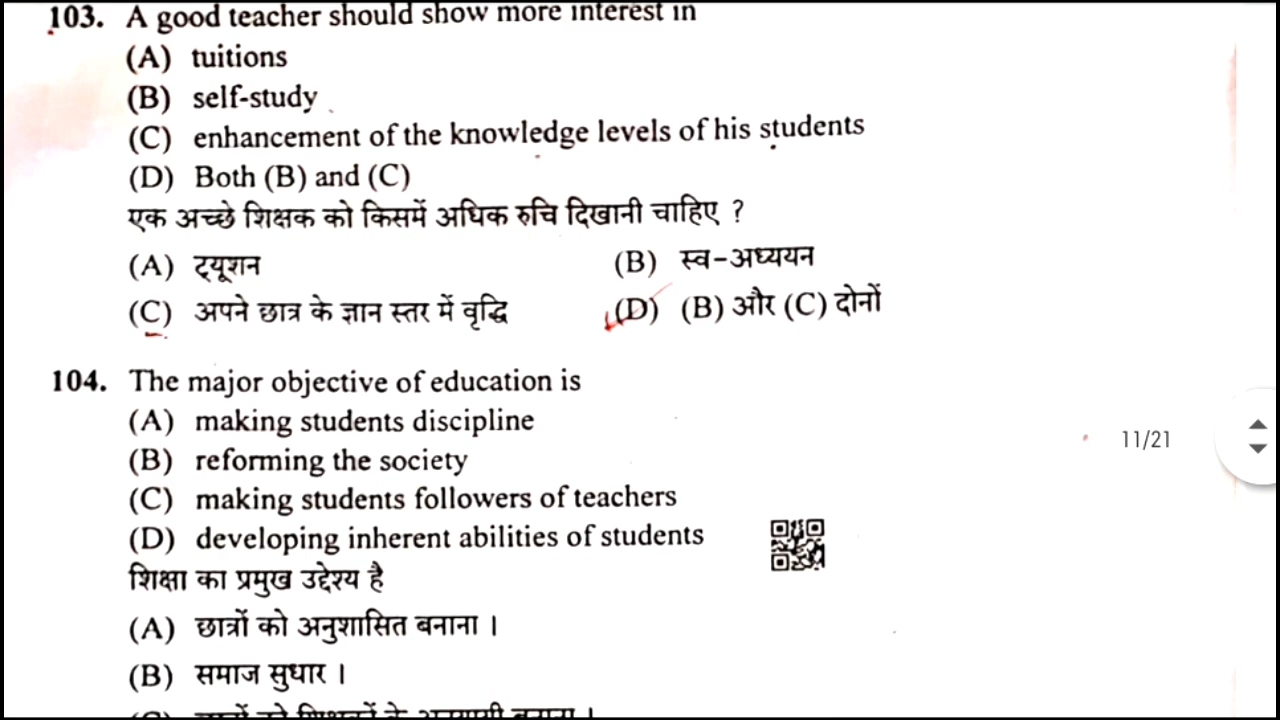 103. A good teacher should show more interest in
(A) tuitions
(B) self-study
(C) enhancement of the knowledge levels of his students
(D) Both (B) and (C)
एक अच्छे शिक्षक को किसमें अधिक रुचि दिखानी चाहिए ?
(A) ट्यूशन (B) स्व-अध्ययन
(C) अपने छात्र के ज्ञान स्तर में वृद्धि (D) (B) और (C) दोनों
104. The major objective of education is
(A) making students discipline
(B) reforming the society
11/21
(C) making students followers of teachers
(D) developing inherent abilities of students
शिक्षा का प्रमुख उद्देश्य है
(A) छात्रों को अनुशासित बनाना ।
(B) समाज सुधार ।